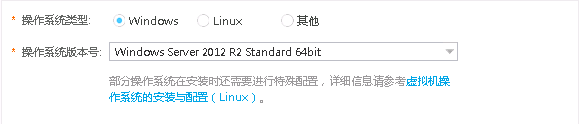 * 操作系统类型: Windows Linux 其他
* 操作系统版本号: Windows Server 2012 R2 Standard 64bit
部分操作系统在安装时还需要进行特殊配置，详细信息请参考虚拟机操
作系统的安装与配置（Linux）。